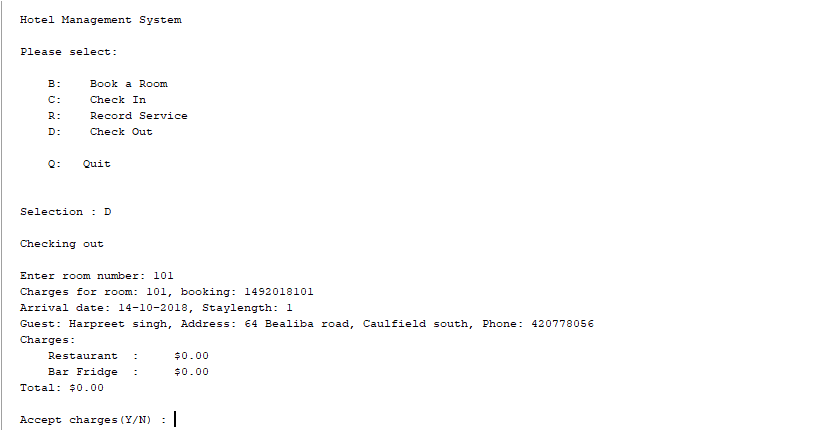 Hotel Management System
Please select:
B: Book a Room
C: Check In
R: Record Service
D: Check Out
Q: Quit
Selection : D
Checking out
Enter room number: 101
Charges for room: 101, booking: 1492018101
Arrival date: 14-10-2018, Staylength: 1
Guest: Harpreet singh, Address: 64 Bealiba road, Caulfield south, Phone: 420778056
Charges:
Restaurant : $0.00
Bar Fridge : $0.00
Total: $0.00
Accept charges(Y/N) :